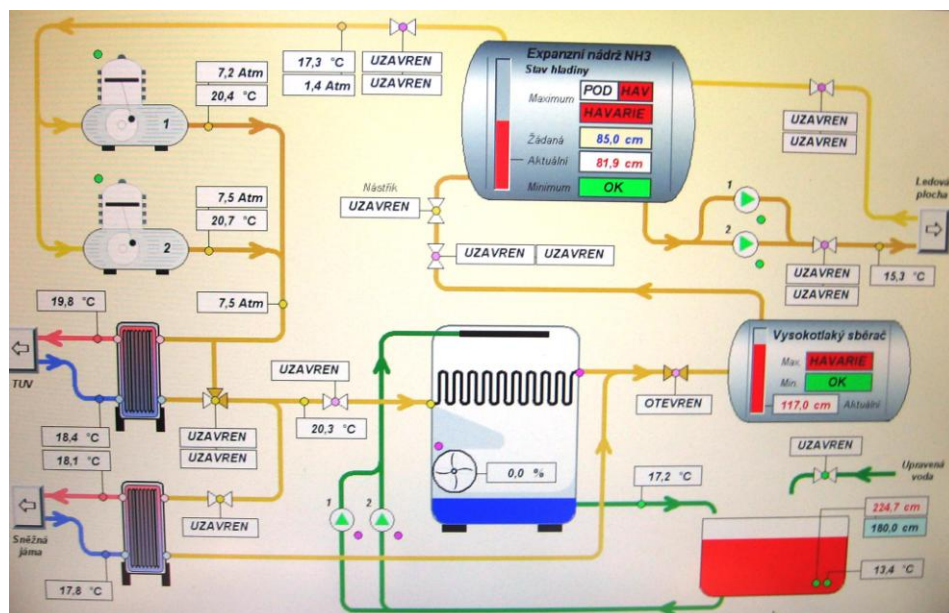 17,3 °C
1,4 Atm
UZAVREN
UZAVREN
Expanzní nádrž NH3
Stav hladiny
Maximum
POD HAV
HAVARIE
Žádaná
85,0 cm
Aktuální
81,9 cm
Minimum
OK
UZAVREN
UZAVREN
7,2 Atm
20,4 °C
1
7,5 Atm
20,7 °C
2
Nástřik
UZAVREN
UZAVREN
UZAVREN
1
2
Ledová
plocha
UZAVREN
UZAVREN
15,3 °C
7,5 Atm
19,8 °C
TUV
18,4 °C
18,1 °C
UZAVREN
20,3 °C
UZAVREN
UZAVREN
OTEVREN
Vysokotlaký sběrač
Max.
HAVARIE
Min.
OK
117,0 cm
Aktuální
0,0 %
17,2 °C
UZAVREN
Upravená
voda
224,7 cm
180,0 cm
13,4 °C
Sněžná
jáma
UZAVREN
17,8 °C
1
2